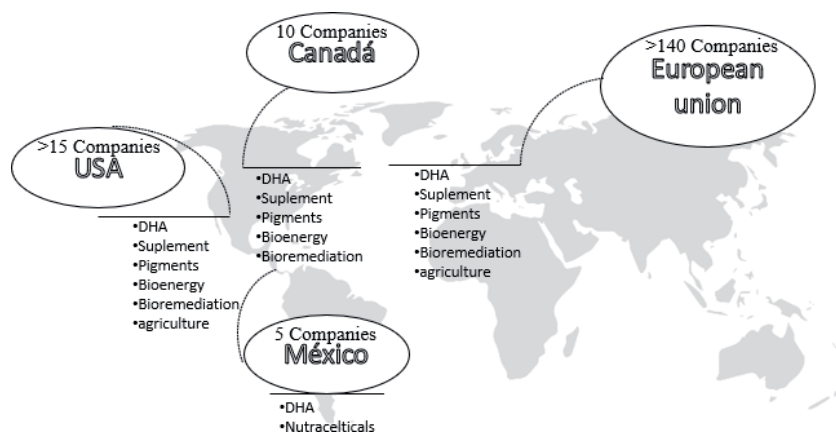 10 Companies
Canadá
>140 Companies
European
union
>15 Companies
USA
•DHA
•Suplement
•Pigments
•Bioenergy
•Bioremediation
•DHA
•Suplement
•Pigments
•Bioenergy
•Bioremediation
•agriculture
•DHA
•Suplement
•Pigments
•Bioenergy
•Bioremediation
•agriculture
5 Companies
México
•DHA
•Nutracelticals